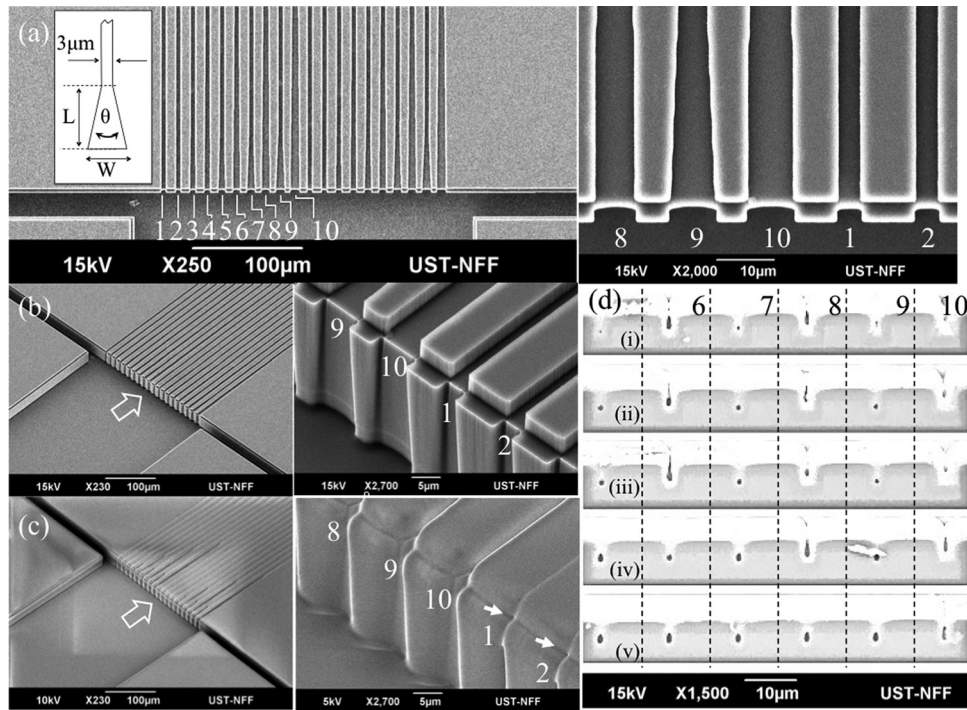 (a)
3μm
L
θ
W
1 2 3 4 5 6 7 8 9 10
15kV X250 100μm UST-NFF
8 9 10 1 2
15kV X2,000 10μm UST-NFF
(b)
15kV X230 100μm UST-NFF
9
10
1
2
15kV X2,700 5μm UST-NFF
(c)
10kV X230 100μm UST-NFF
8
9
10
1
2
5kV X2,700 5μm UST-NFF
(d)
6 7 8 9 10
(i)
(ii)
(iii)
(iv)
(v)
15kV X1,500 10μm UST-NFF